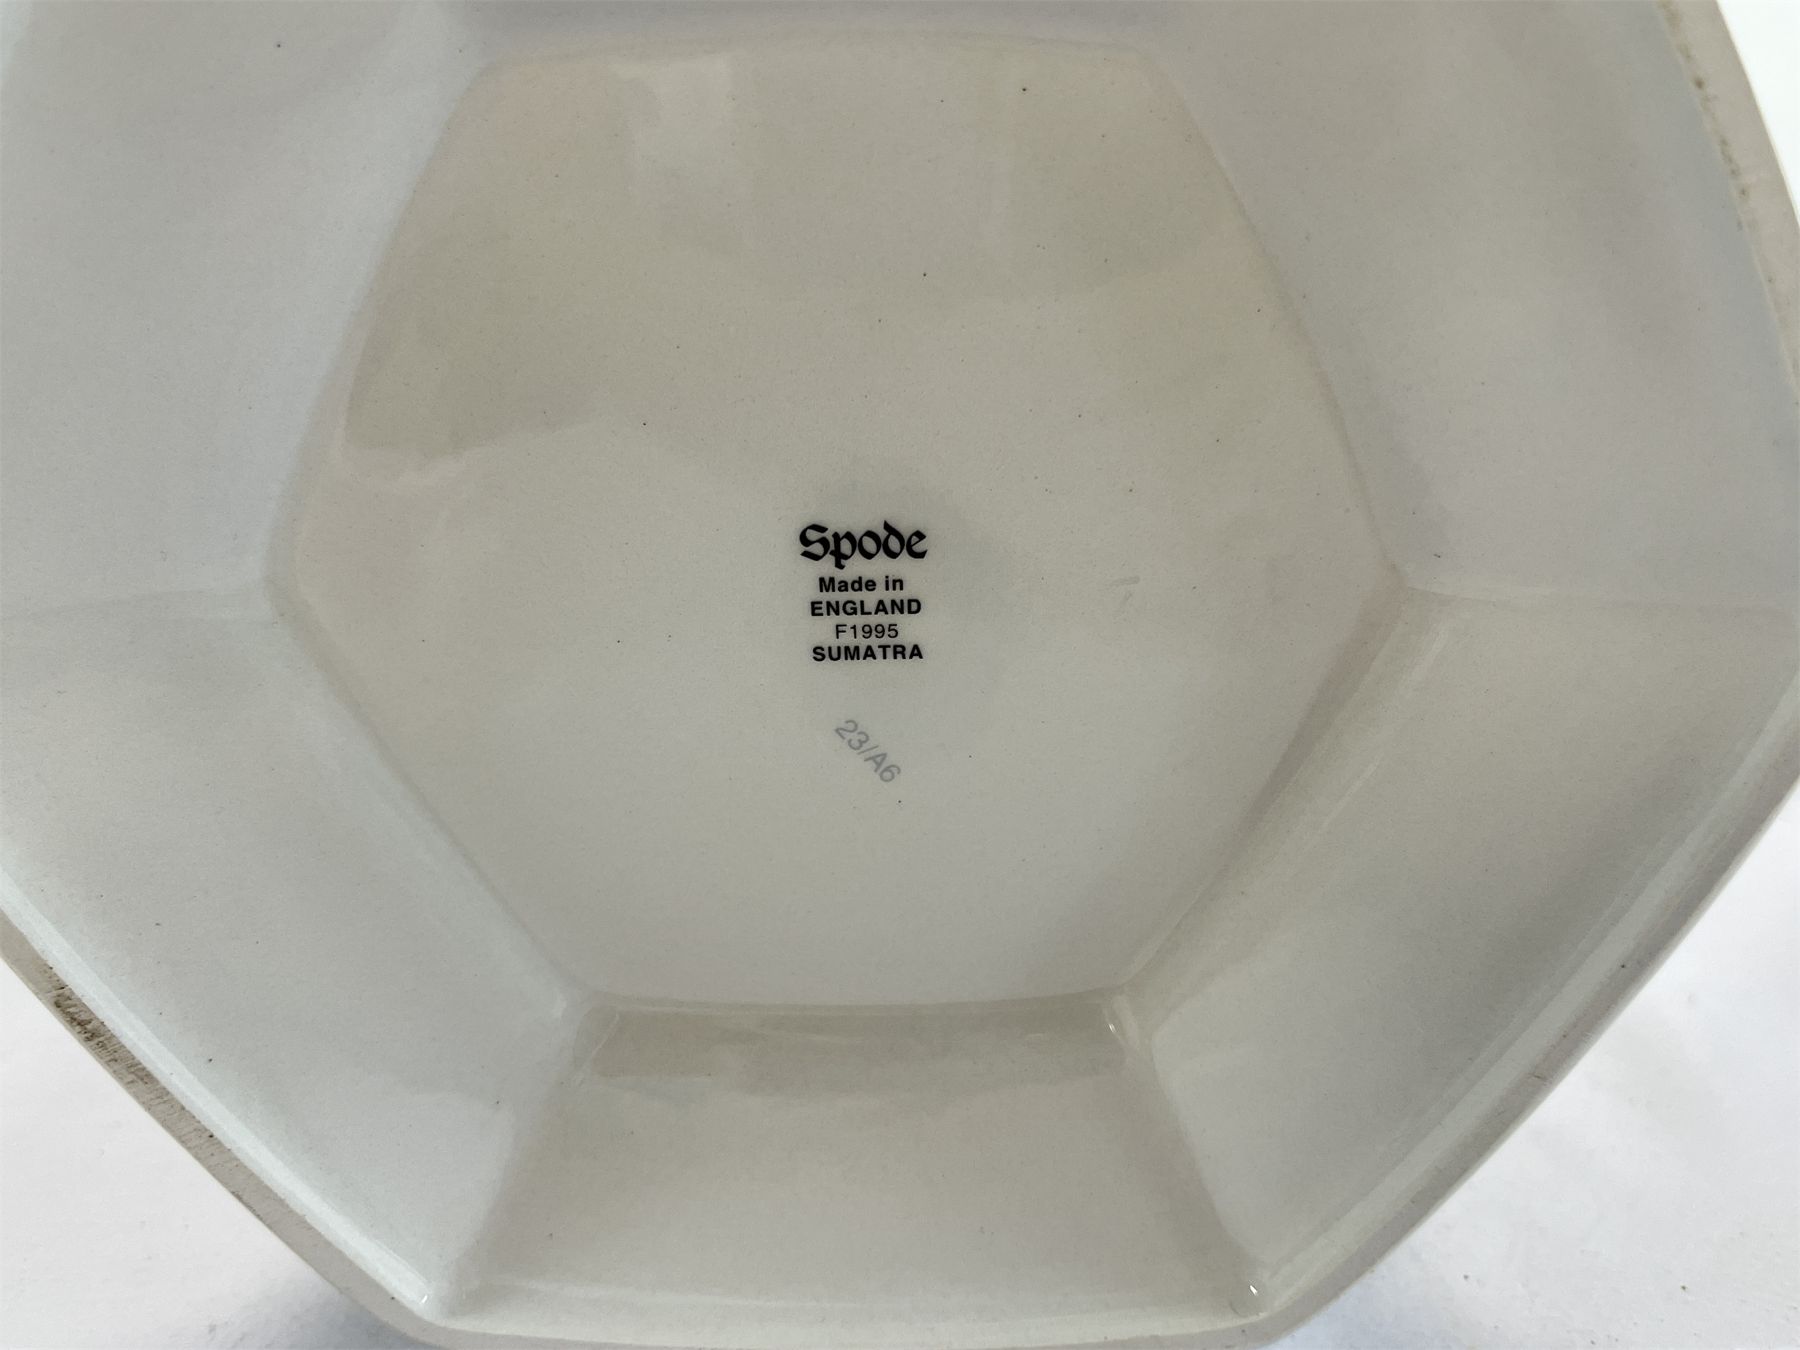 Spode
Made in
ENGLAND
F1995
SUMATRA
23/A6